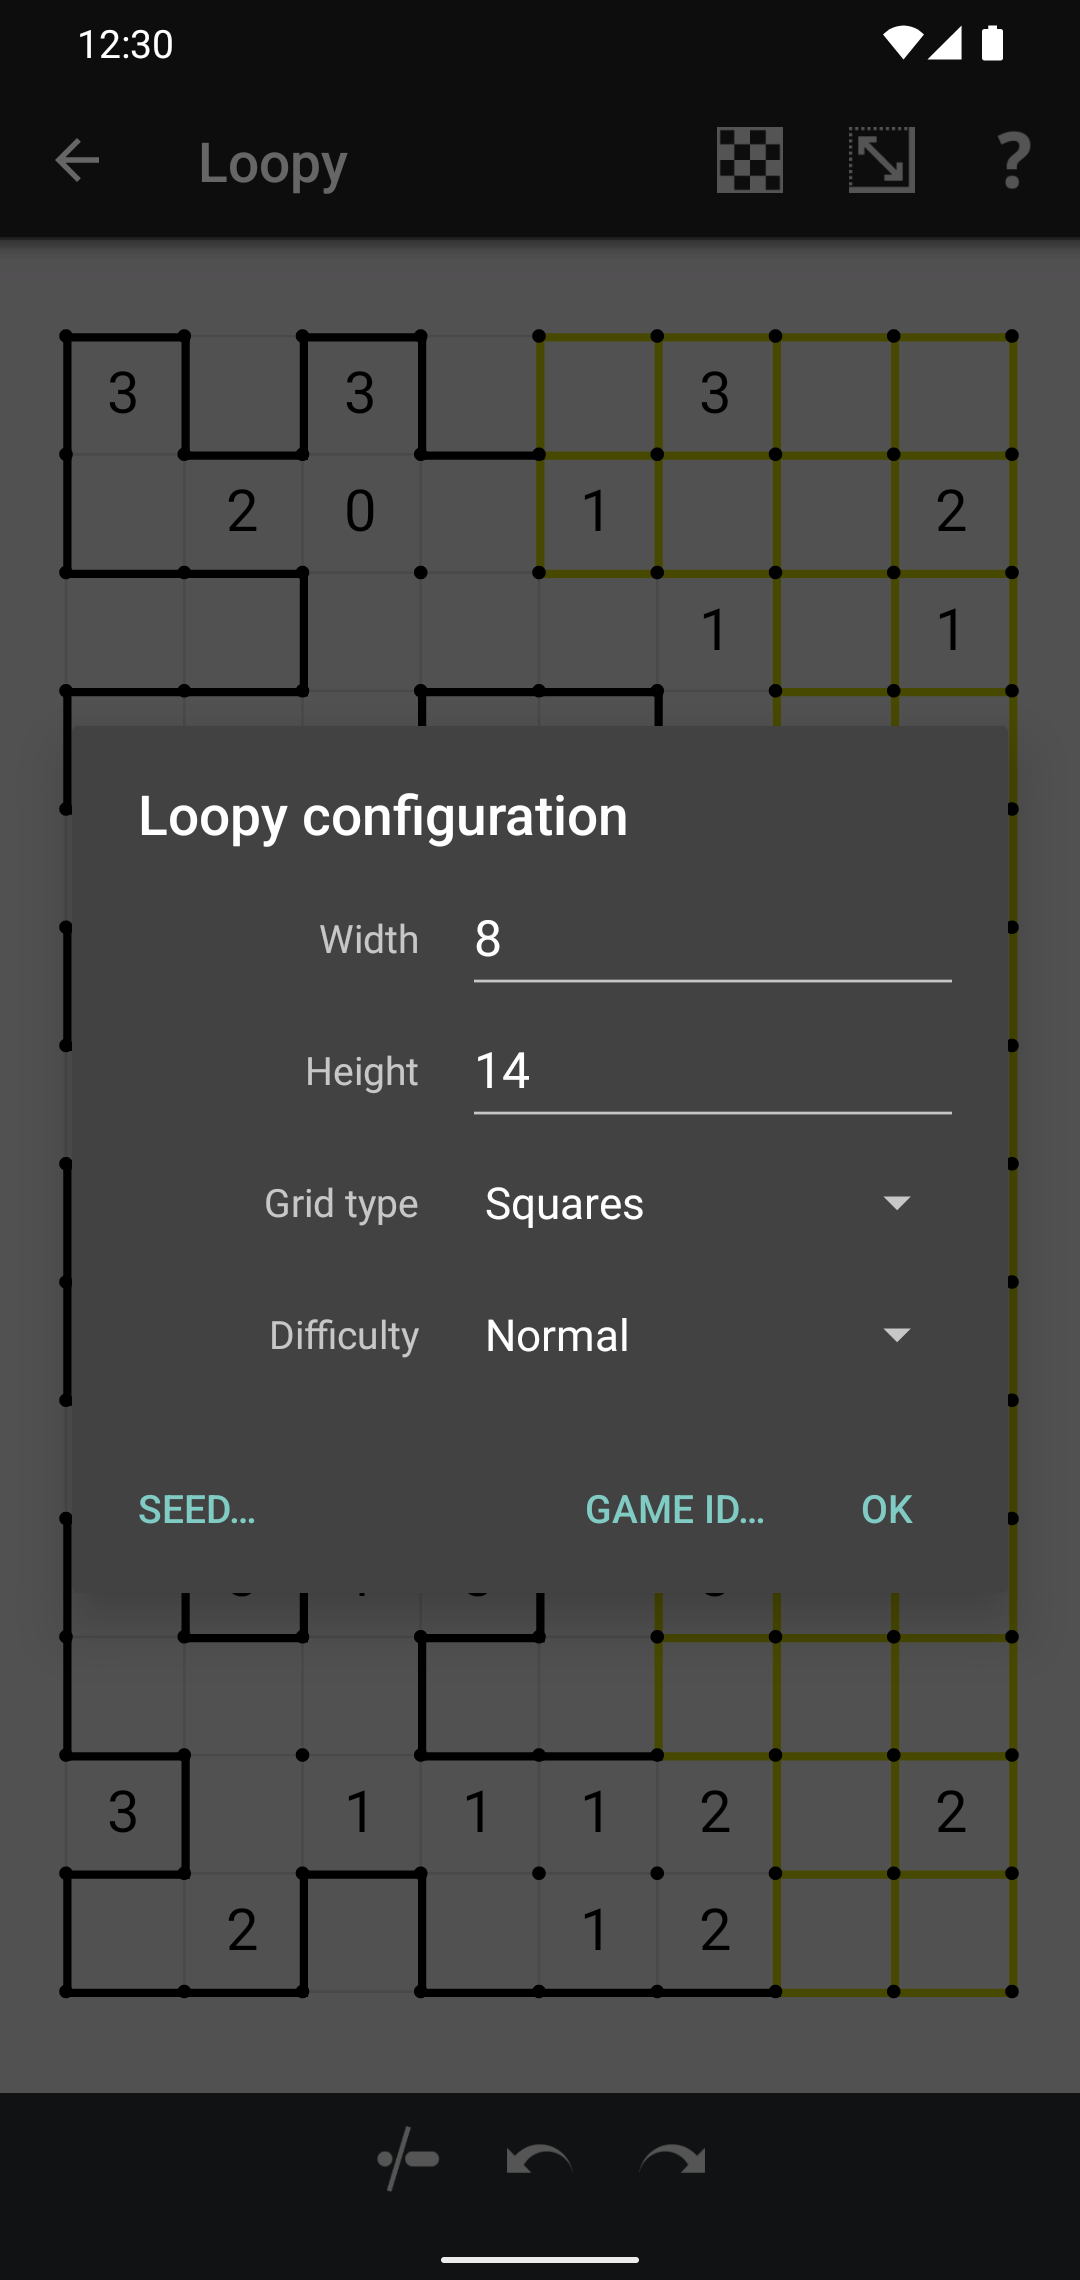 12:30
Loopy ?
3 3 3
2 0 1 2
1 1
Loopy configuration
Width 8
Height 14
Grid type Squares
Difficulty Normal
SEED... GAME ID... OK
3 1 1 1 2 2
2 1 2